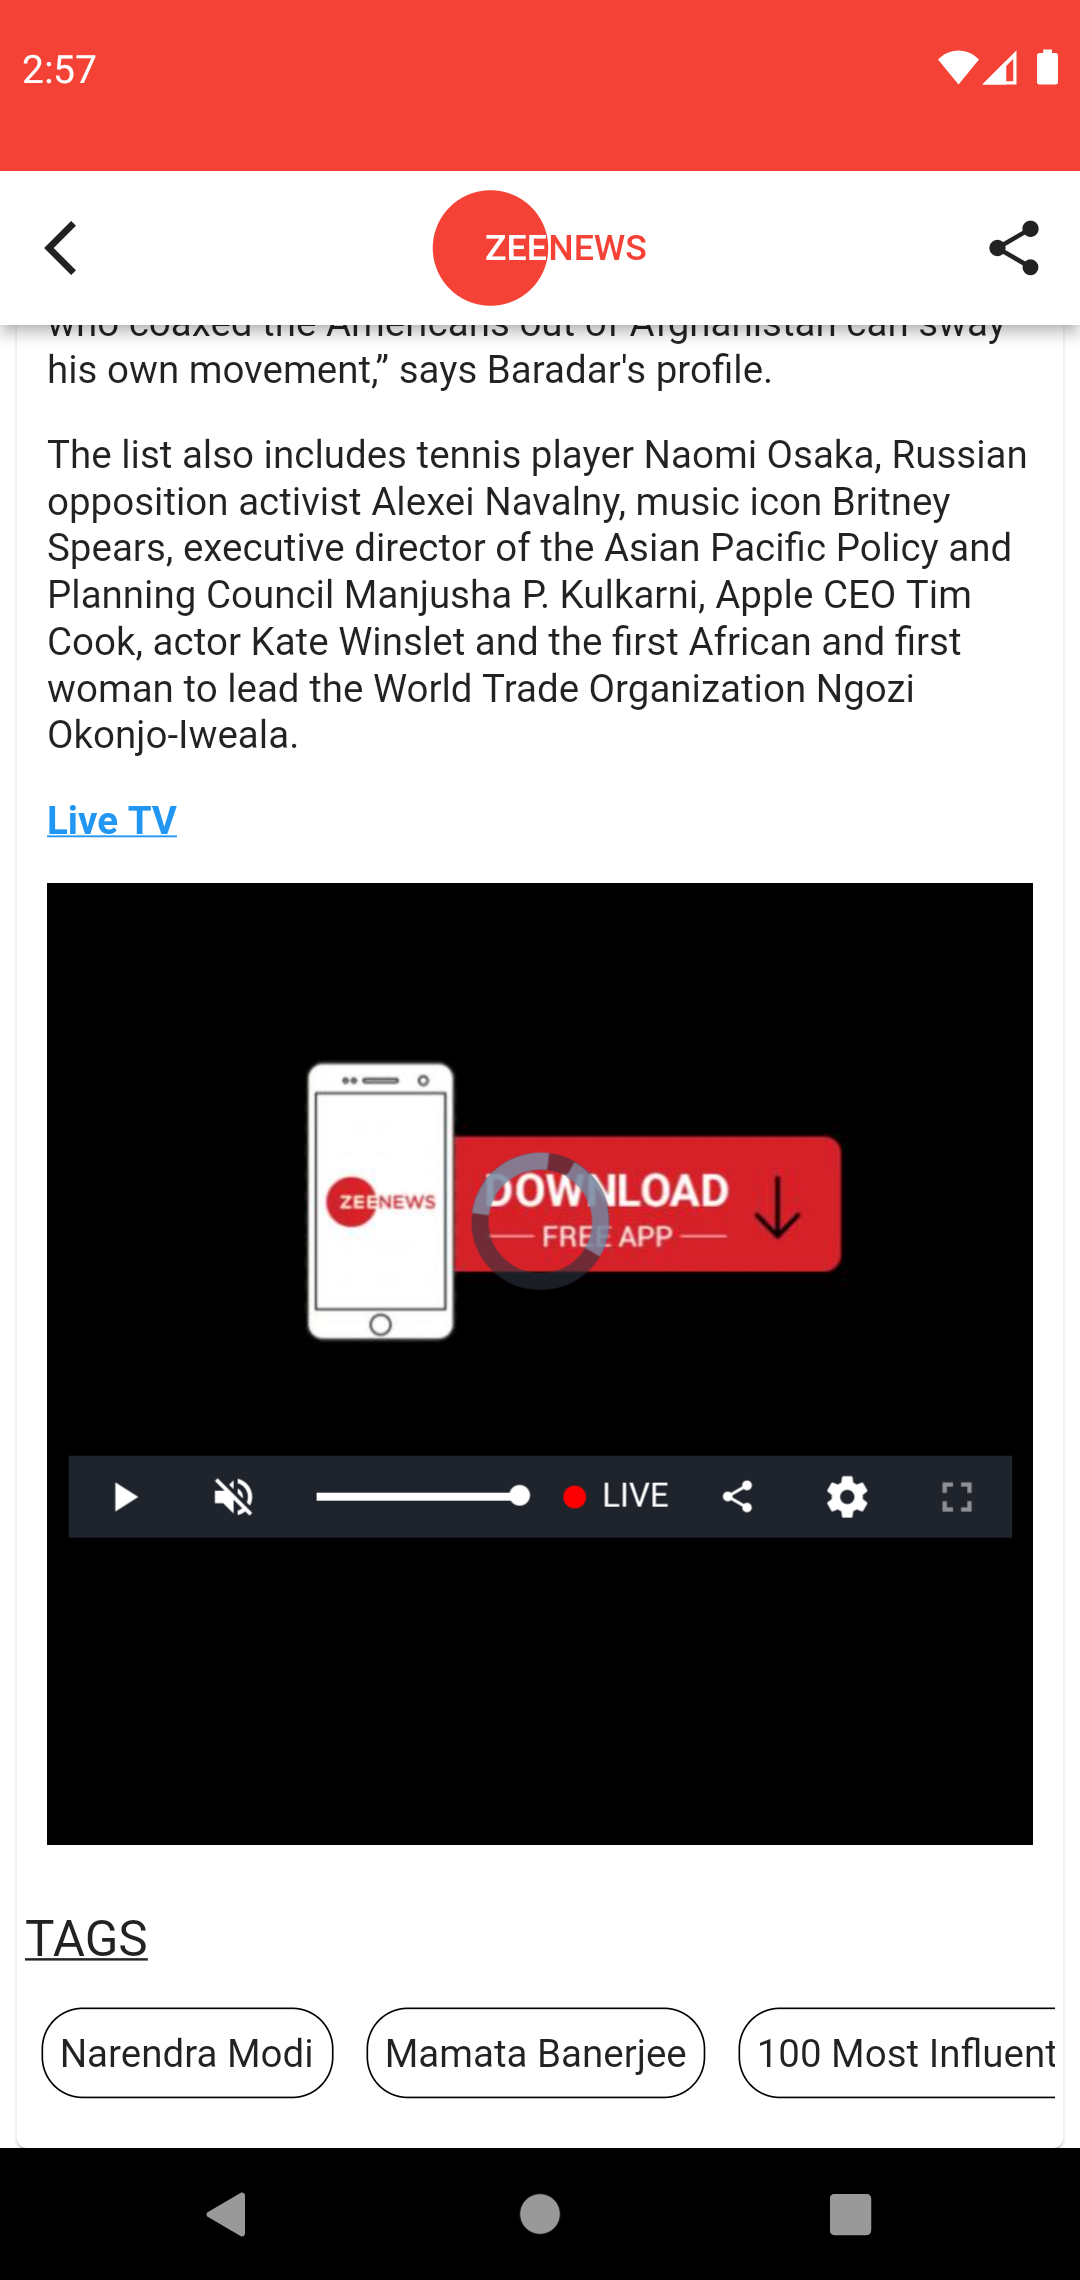 2:57
ZEENEWS
who coaxed the Americans out of Afghanistan can sway
his own movement,” says Baradar's profile.
The list also includes tennis player Naomi Osaka, Russian
opposition activist Alexei Navalny, music icon Britney
Spears, executive director of the Asian Pacific Policy and
Planning Council Manjusha P. Kulkarni, Apple CEO Tim
Cook, actor Kate Winslet and the first African and first
woman to lead the World Trade Organization Ngozi
Okonjo-Iweala.
Live TV
ZEENEWS
DOWNLOAD
FREE APP
LIVE
TAGS
Narendra Modi
Mamata Banerjee
100 Most Influent